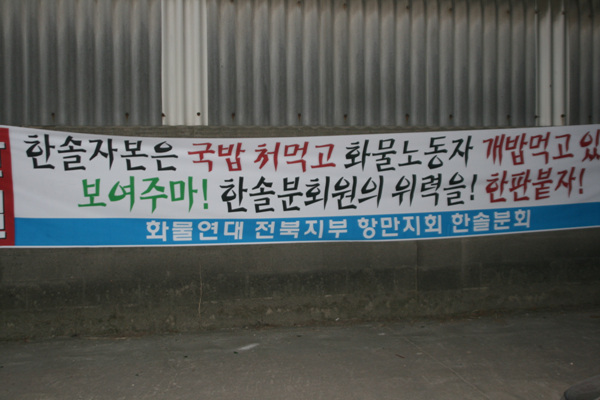 한솔자본은 국밥 처먹고 화물노동자 개밥먹고 있
보여주마! 한솔분회원의 위력을! 한판붙자!
화물연대 전북지부 항만지회 한솔분회